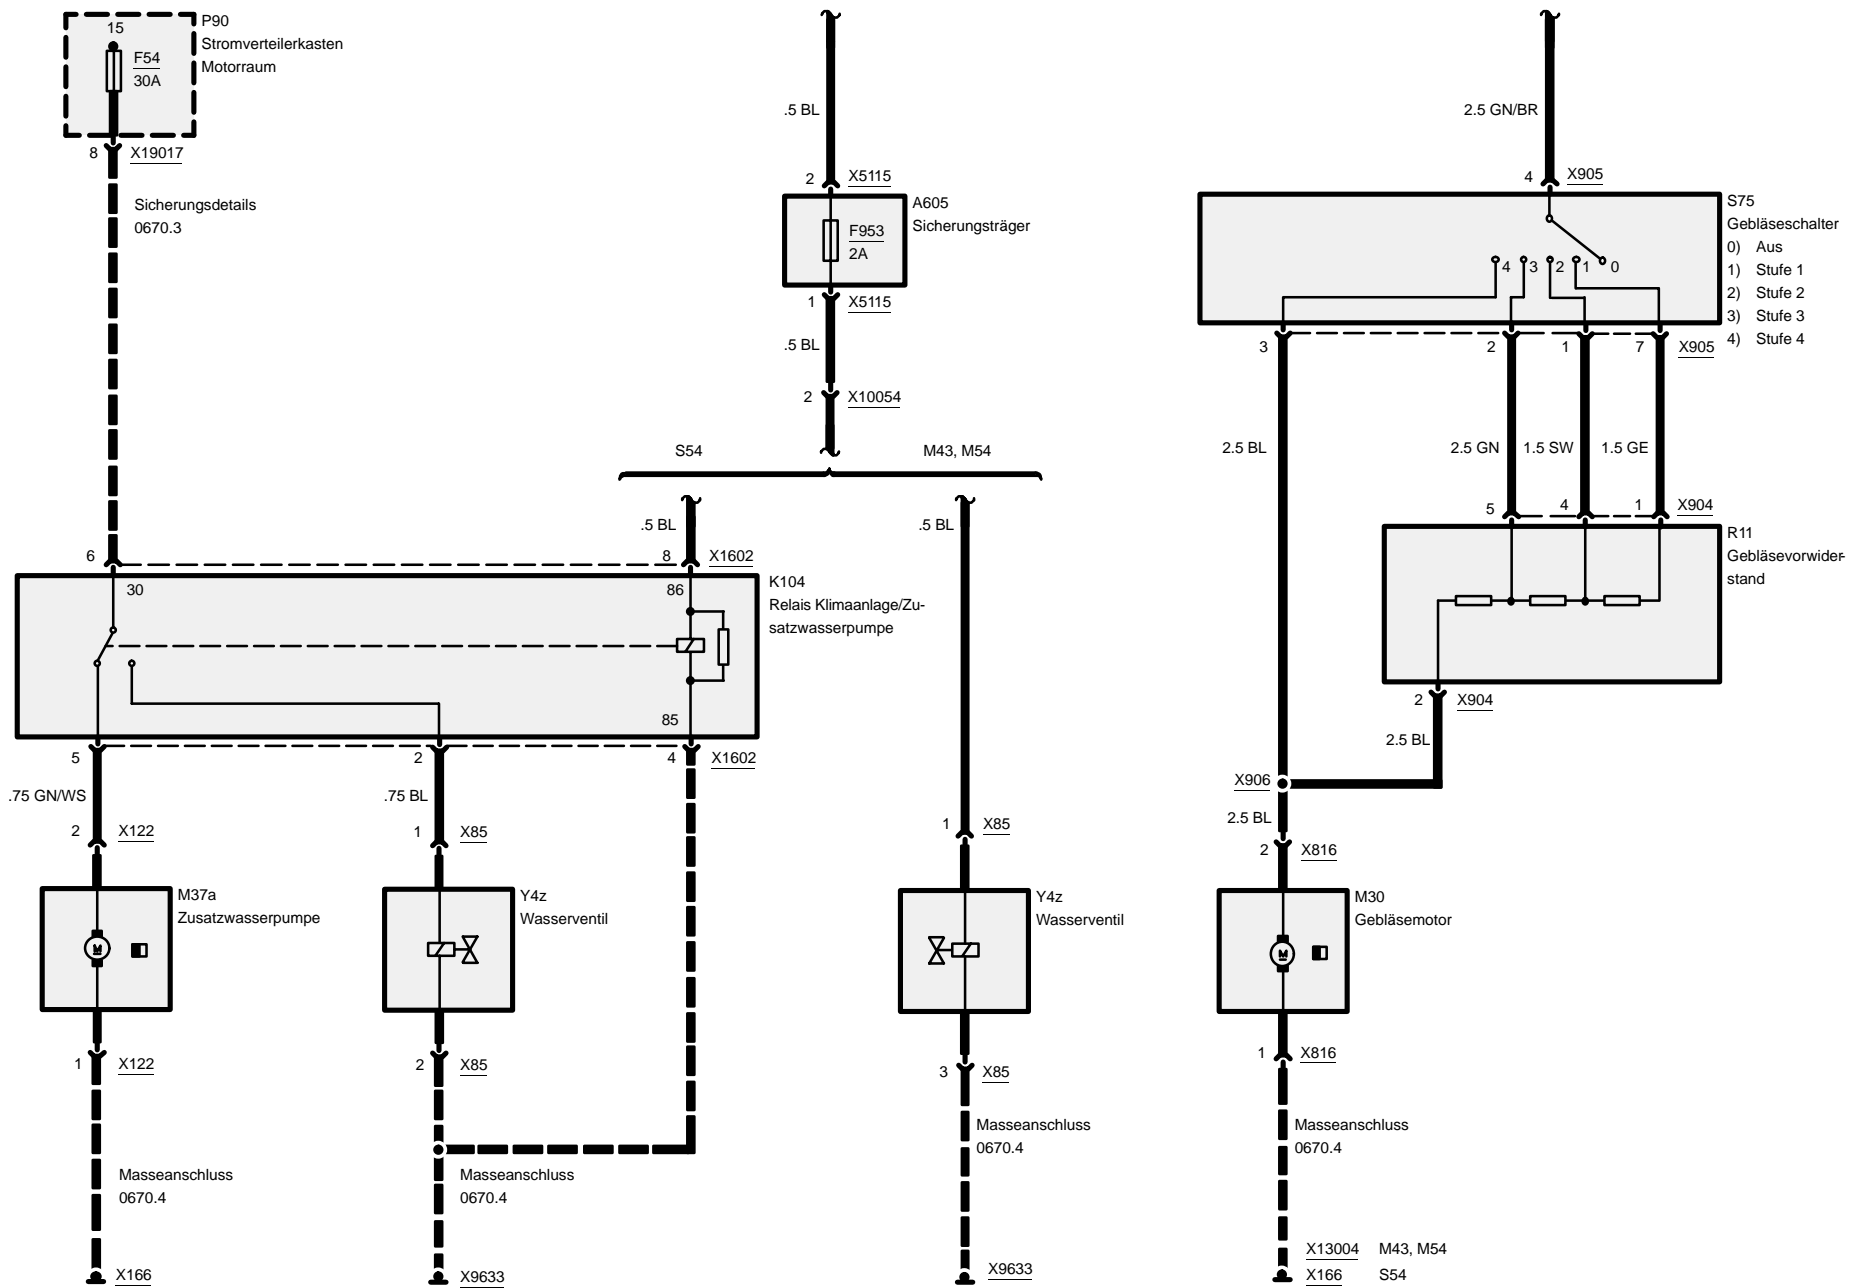 15
F54
30A
P90
Stromverteilerkasten
Motorraum
8
X19017
Sicherungsdetails
0670.3
.5 BL
2
X5115
A605
Sicherungsträger
F953
2A
1
X5115
.5 BL
2
X10054
S54
M43, M54
.5 BL
.5 BL
6
8
X1602
30
86
85
K104
Relais Klimaanlage/Zu-
satzwasserpumpe
5
2
4
X1602
.75 GN/WS
.75 BL
2
X122
1
X85
M37a
Zusatzwasserpumpe
M
Y4z
Wasserventil
1
X122
2
X85
Masseanschluss
0670.4
Masseanschluss
0670.4
X166
X9633
1
X85
Y4z
Wasserventil
3
X85
Masseanschluss
0670.4
X9633
2.5 GN/BR
4
X905
4
3
2
1
0
S75
Gebläseschalter
0) Aus
1) Stufe 1
2) Stufe 2
3) Stufe 3
4) Stufe 4
3
2
1
7
X905
2.5 BL
2.5 GN
1.5 SW
1.5 GE
5
4
1
X904
R11
Gebläsevorwider-
stand
2
X904
2.5 BL
X906
2.5 BL
2
X816
M30
Gebläsemotor
M
1
X816
Masseanschluss
0670.4
X13004 M43, M54
X166 S54